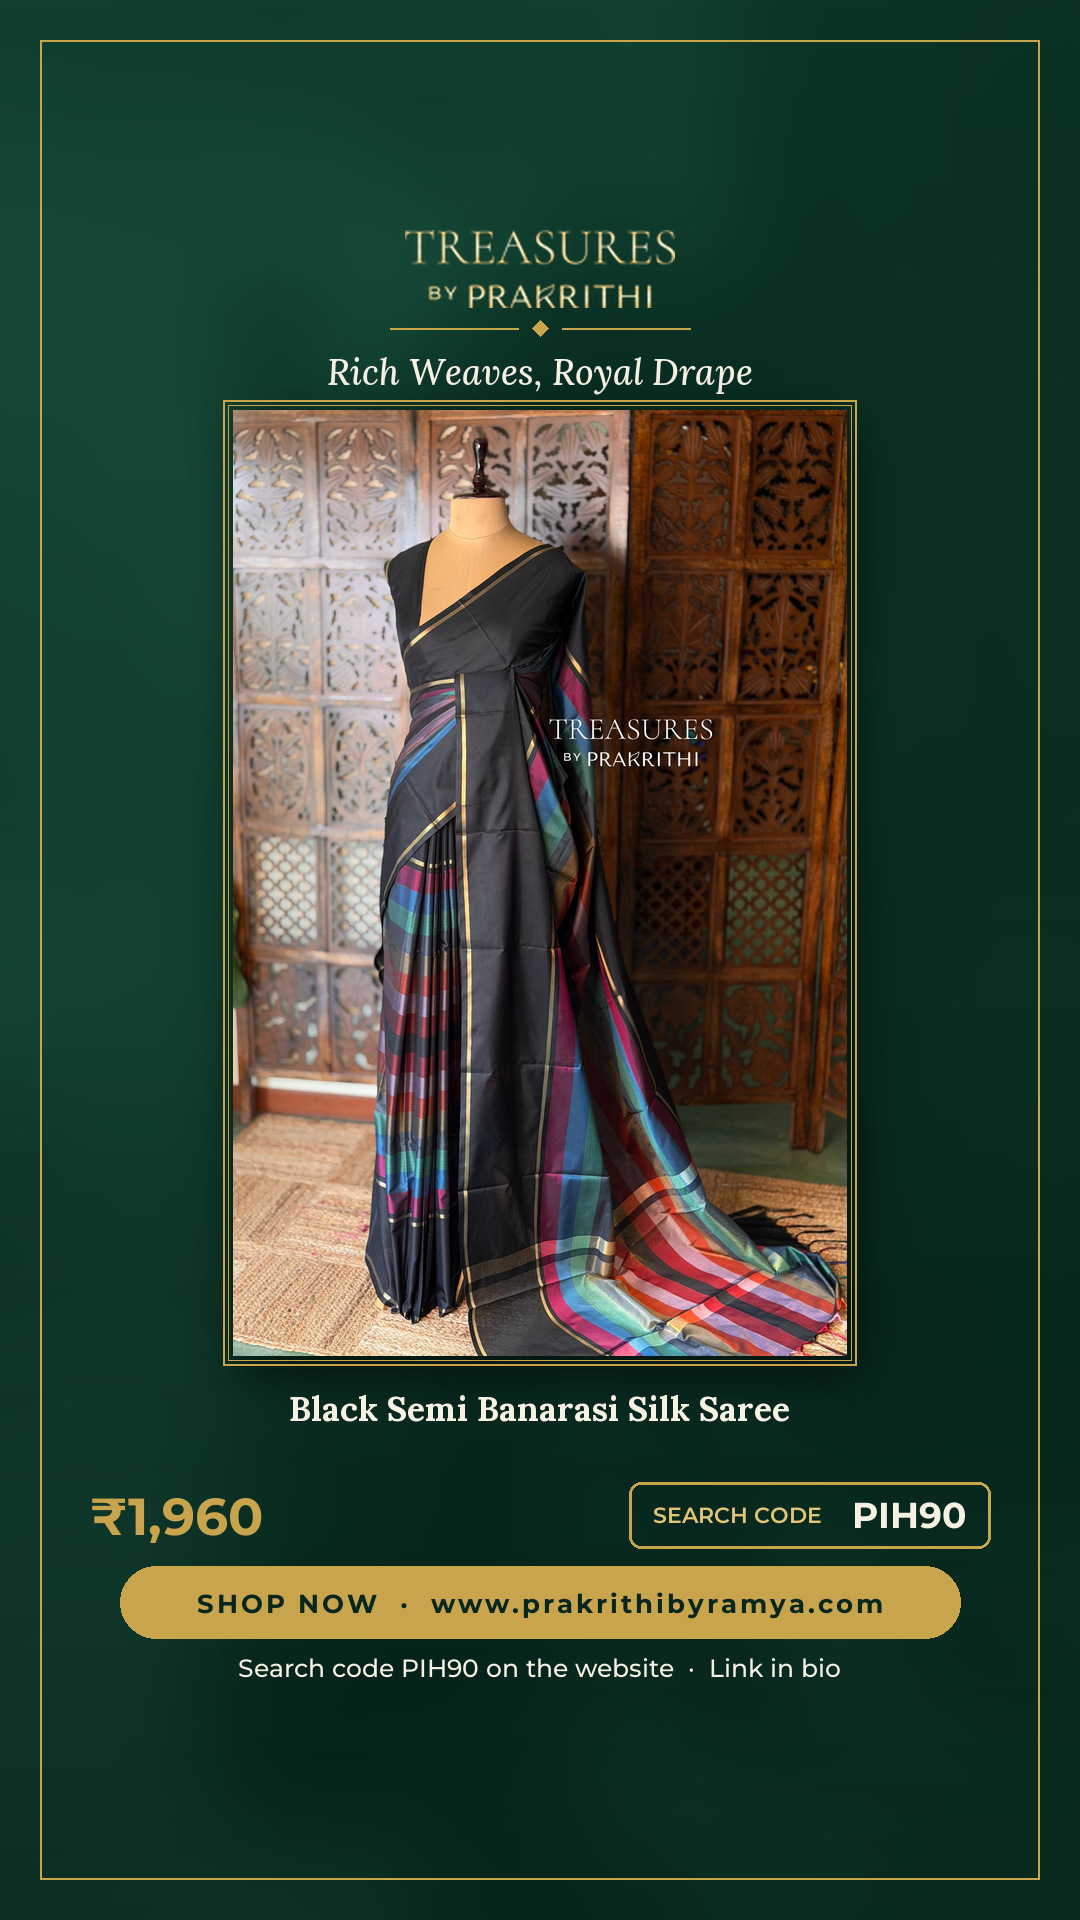 TREASURES
BY PRAKRITHI
Rich Weaves, Royal Drape
TREASURES
BY PRAKRITHI
Black Semi Banarasi Silk Saree
₹1,960
SEARCH CODE PIH90
SHOP NOW · www.prakrithibyramya.com
Search code PIH90 on the website · Link in bio